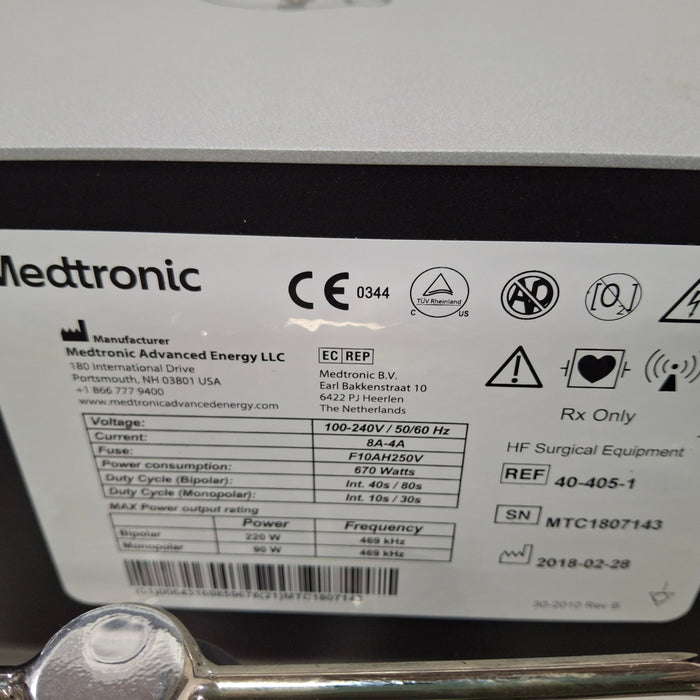 Medtronic
CE 0344
TÜV Rheinland
C US
AP
O₂
Manufacturer
Medtronic Advanced Energy LLC
180 International Drive
Portsmouth, NH 03801 USA
+1 866 777 9400
www.medtronicadvancedenergy.com
EC REP
Medtronic B.V.
Earl Bakkenstraat 10
6422 PJ Heerlen
The Netherlands
Rx Only
HF Surgical Equipment
REF 40-405-1
SN MTC1807143
2018-02-28
Voltage: 100-240V / 50/60 Hz
Current: 8A-4A
Fuse: F10AH250V
Power consumption: 670 Watts
Duty Cycle (Bipolar): Int. 40s / 80s
Duty Cycle (Monopolar): Int. 10s / 30s
MAX Power output rating
Power Frequency
Bipolar 220 W 469 kHz
Monopolar 90 W 469 kHz
30-2010 Rev B